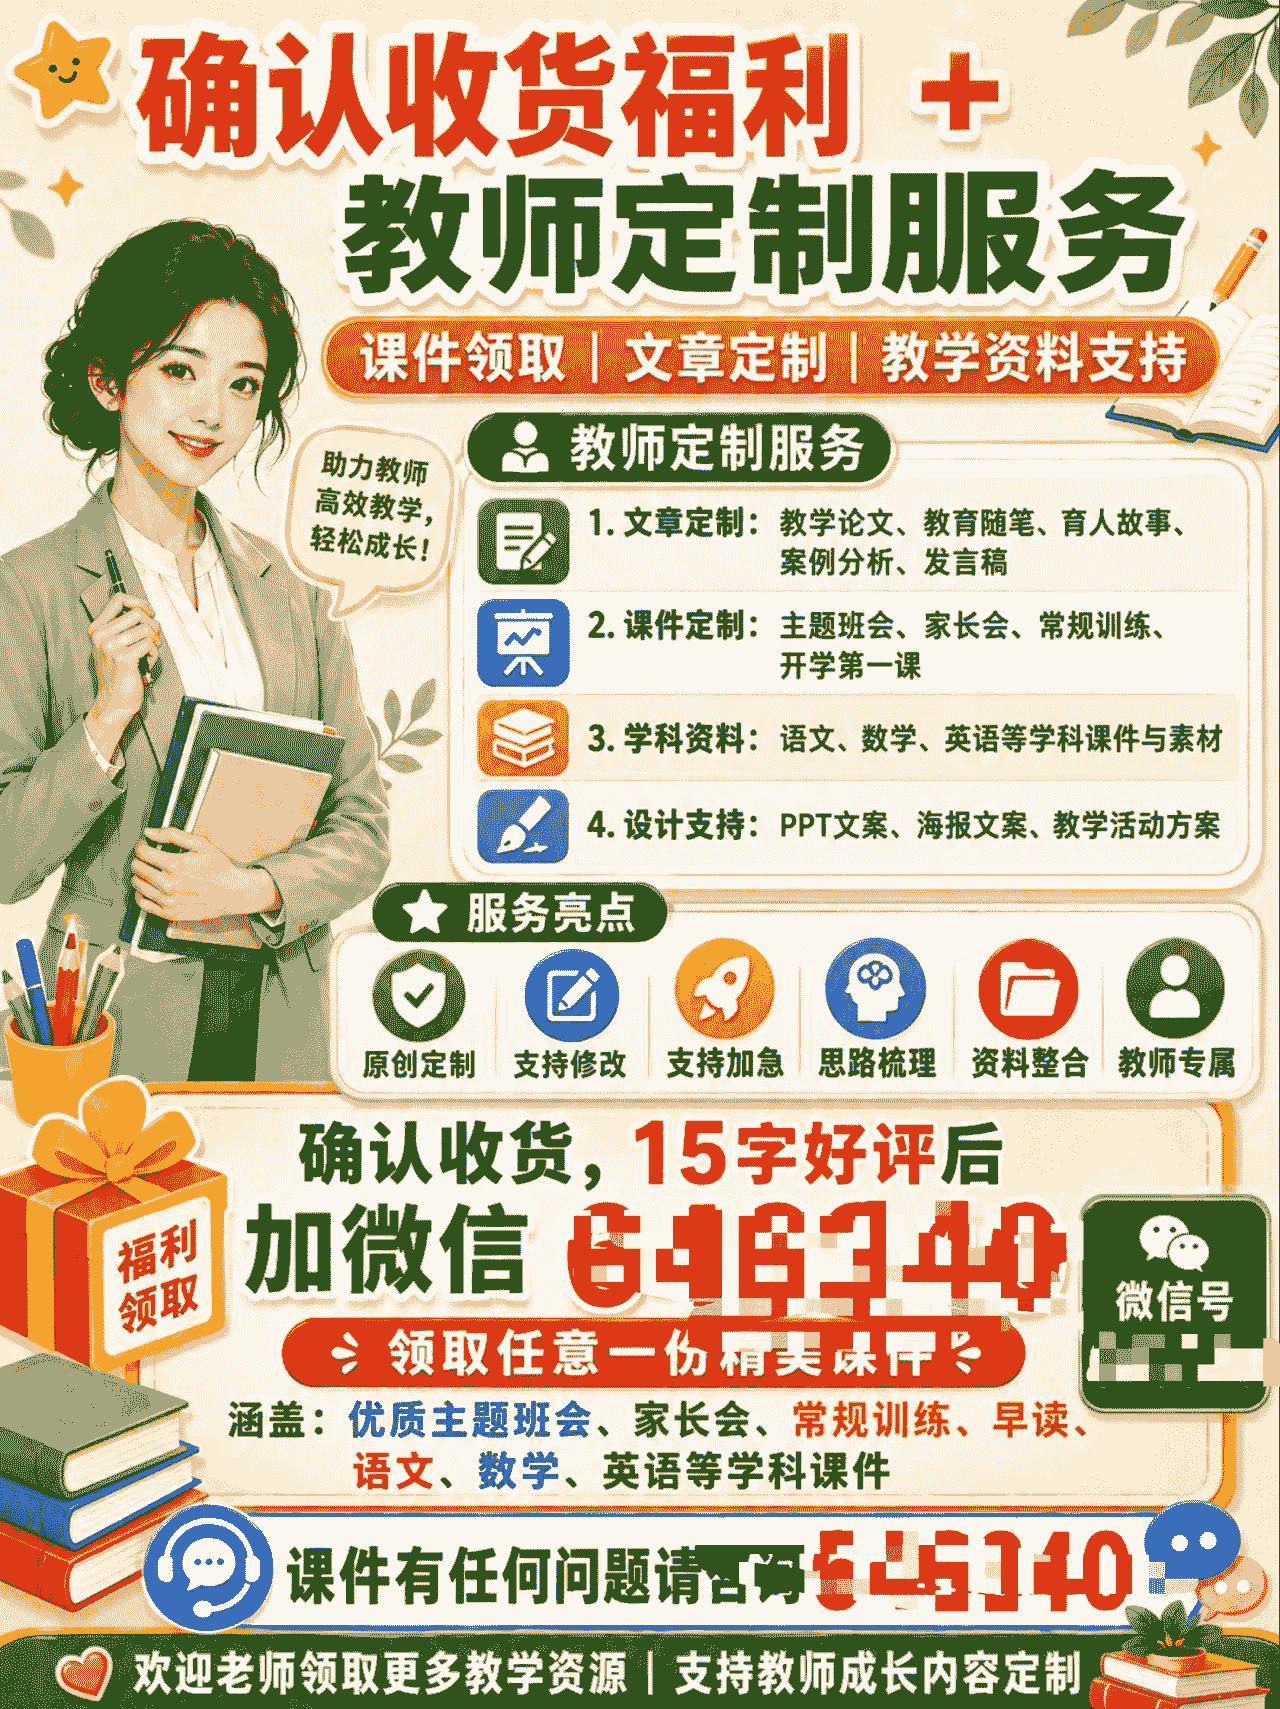 确认收货福利 +
教师定制服务
课件领取｜文章定制｜教学资料支持
助力教师
高效教学，
轻松成长！
教师定制服务
1. 文章定制：教学论文、教育随笔、育人故事、
案例分析、发言稿
2. 课件定制：主题班会、家长会、常规训练、
开学第一课
3. 学科资料：语文、数学、英语等学科课件与素材
4. 设计支持：PPT文案、海报文案、教学活动方案
服务亮点
原创定制
支持修改
支持加急
思路梳理
资料整合
教师专属
确认收货，15字好评后
加微信
福利
领取
微信号
领取任意一份精美课件
涵盖：优质主题班会、家长会、常规训练、早读、
语文、数学、英语等学科课件
课件有任何问题请咨询
欢迎老师领取更多教学资源｜支持教师成长内容定制